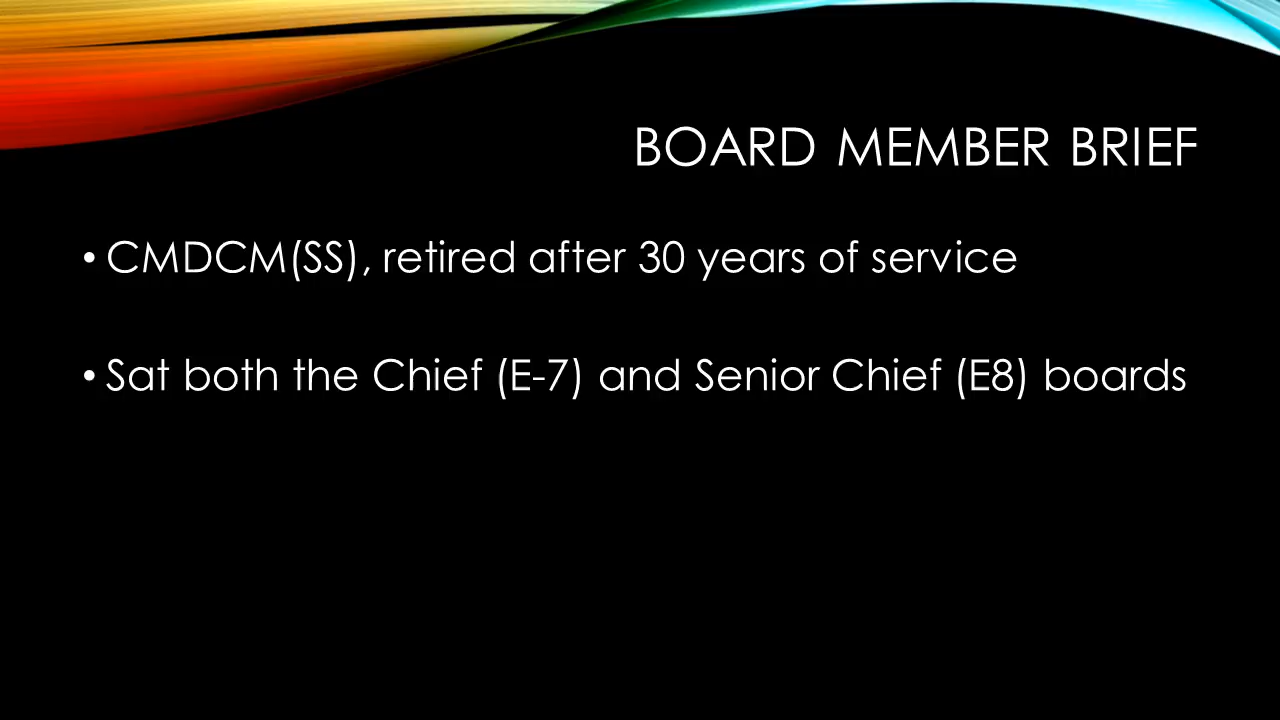 BOARD MEMBER BRIEF
• CMDCM(SS), retired after 30 years of service
• Sat both the Chief (E-7) and Senior Chief (E8) boards